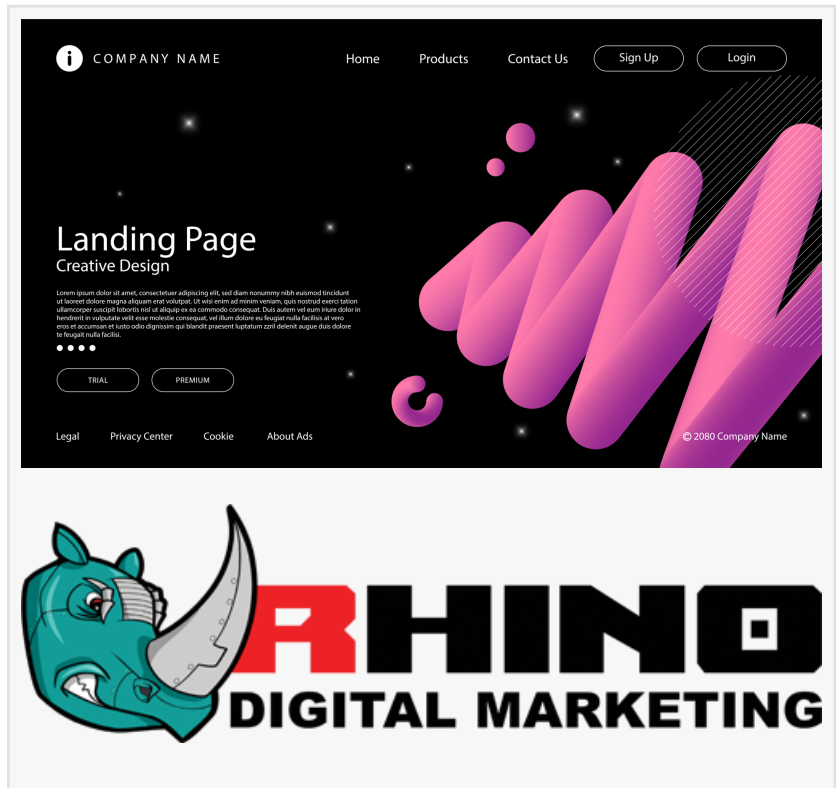 i COMPANY NAME
Home Products Contact Us Sign Up Login
Landing Page
Creative Design
Lorem ipsum dolor sit amet, consectetuer adipiscing elit, sed diam nonummy nibh euismod tincidunt
ut laoreet dolore magna aliquam erat volutpat. Ut wisi enim ad minim veniam, quis nostrud exerci tation
ullamcorper suscipit lobortis nisl ut aliquip ex ea commodo consequat. Duis autem vel eum iriure dolor in
hendrerit in vulputate velit esse molestie consequat, vel illum dolore eu feugiat nulla facilisis at vero
eros et accumsan et iusto odio dignissim qui blandit praesent luptatum zzril delenit augue duis dolore
te feugait nulla facilisi.
TRIAL PREMIUM
Legal Privacy Center Cookie About Ads © 2080 Company Name
RHINO
DIGITAL MARKETING